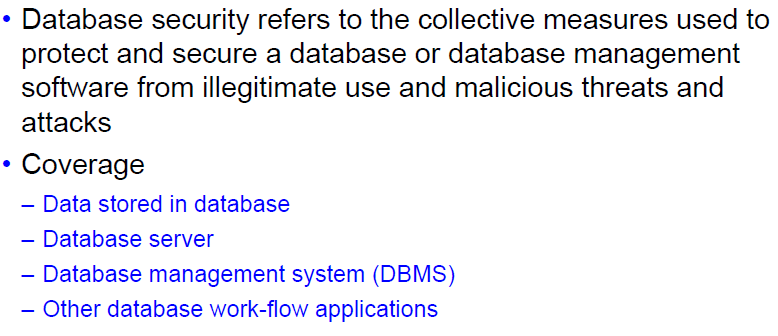 • Database security refers to the collective measures used to
protect and secure a database or database management
software from illegitimate use and malicious threats and
attacks
• Coverage
– Data stored in database
– Database server
– Database management system (DBMS)
– Other database work-flow applications